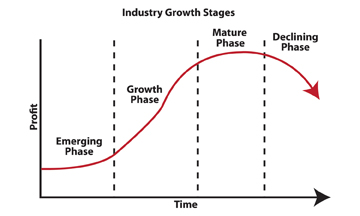 Industry Growth Stages
Mature
Phase
Declining
Phase
Growth
Phase
Emerging
Phase
Profit
Time